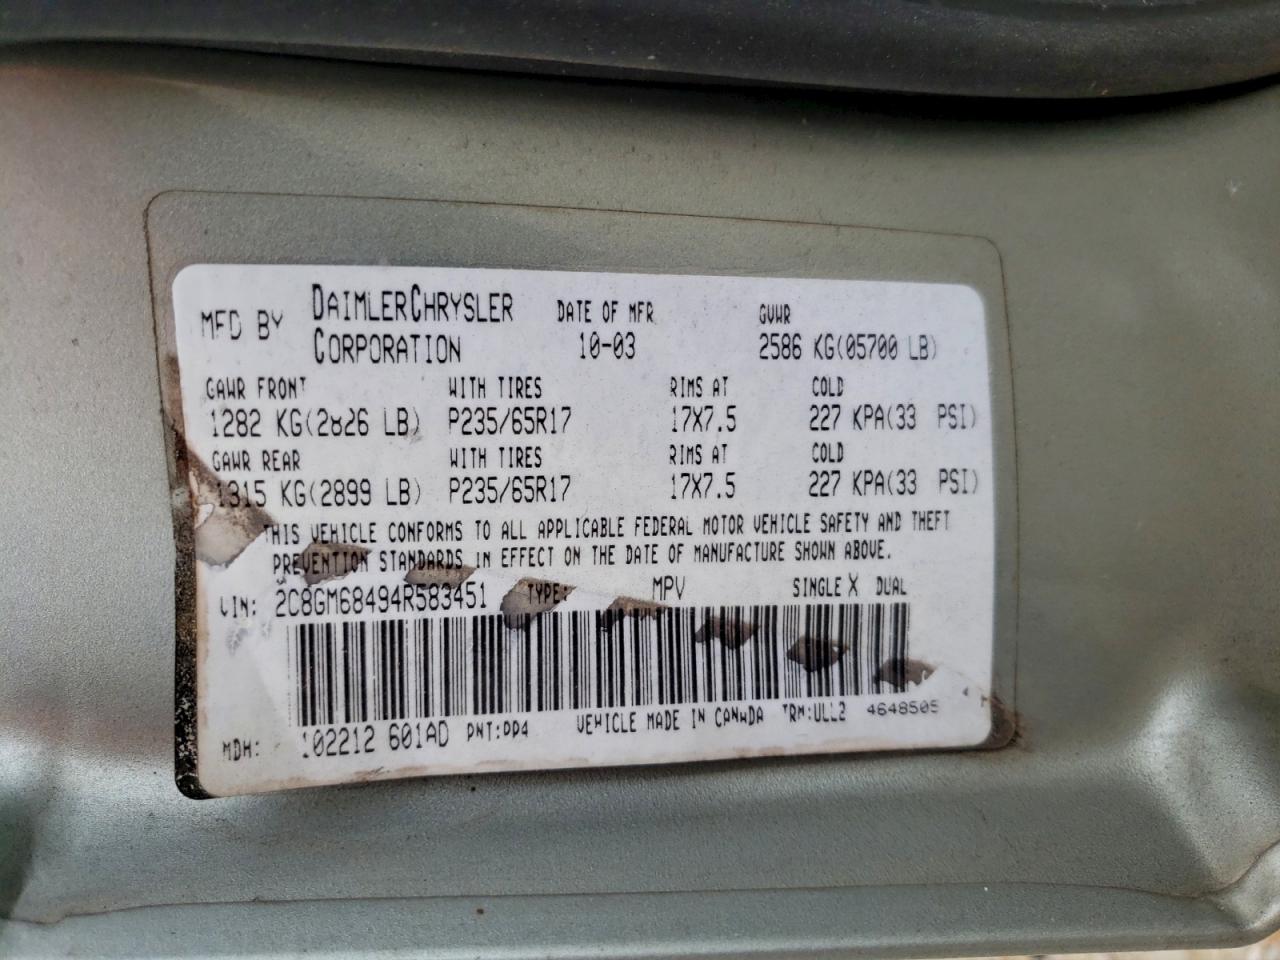 MFD BY DAIMLERCHRYSLER CORPORATION DATE OF MFR 10-03 GVWR 2586 KG(05700 LB)
GAWR FRONT WITH TIRES RIMS AT COLD
1282 KG(2826 LB) P235/65R17 17X7.5 227 KPA(33 PSI)
GAWR REAR WITH TIRES RIMS AT COLD
1315 KG(2899 LB) P235/65R17 17X7.5 227 KPA(33 PSI)
THIS VEHICLE CONFORMS TO ALL APPLICABLE FEDERAL MOTOR VEHICLE SAFETY AND THEFT
PREVENTION STANDARDS IN EFFECT ON THE DATE OF MANUFACTURE SHOWN ABOVE.
VIN: 2C8GM68494R583451 TYPE: MPV SINGLE X DUAL
MDH: 102212 601AD PNT:PP4 VEHICLE MADE IN CANADA TRM:ULL2 4648505